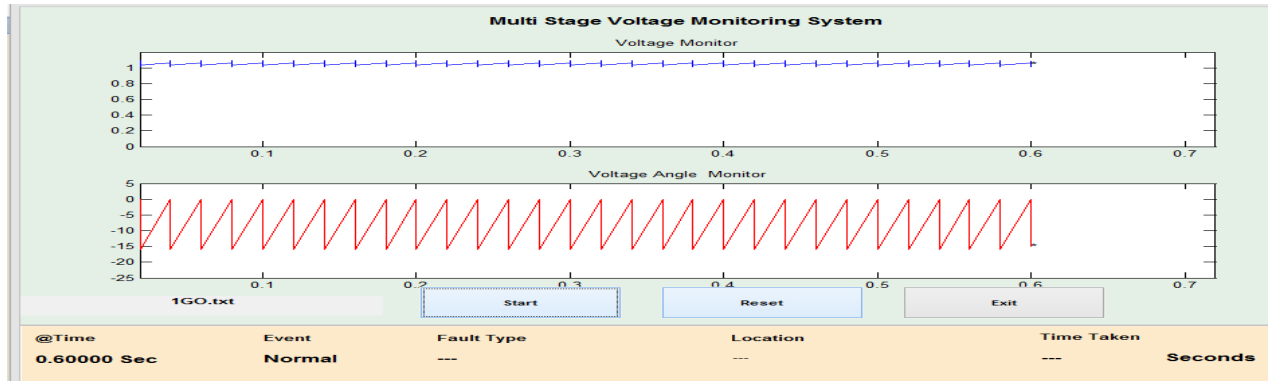 Multi Stage Voltage Monitoring System
Voltage Monitor
1
0.8
0.6
0.4
0.2
0
0.1 0.2 0.3 0.4 0.5 0.6 0.7
Voltage Angle Monitor
5
0
-5
-10
-15
-20
-25
0.1 0.2 0.3 0.4 0.5 0.6 0.7
1GO.txt Start Reset Exit
@Time Event Fault Type Location Time Taken
0.60000 Sec Normal --- --- --- Seconds